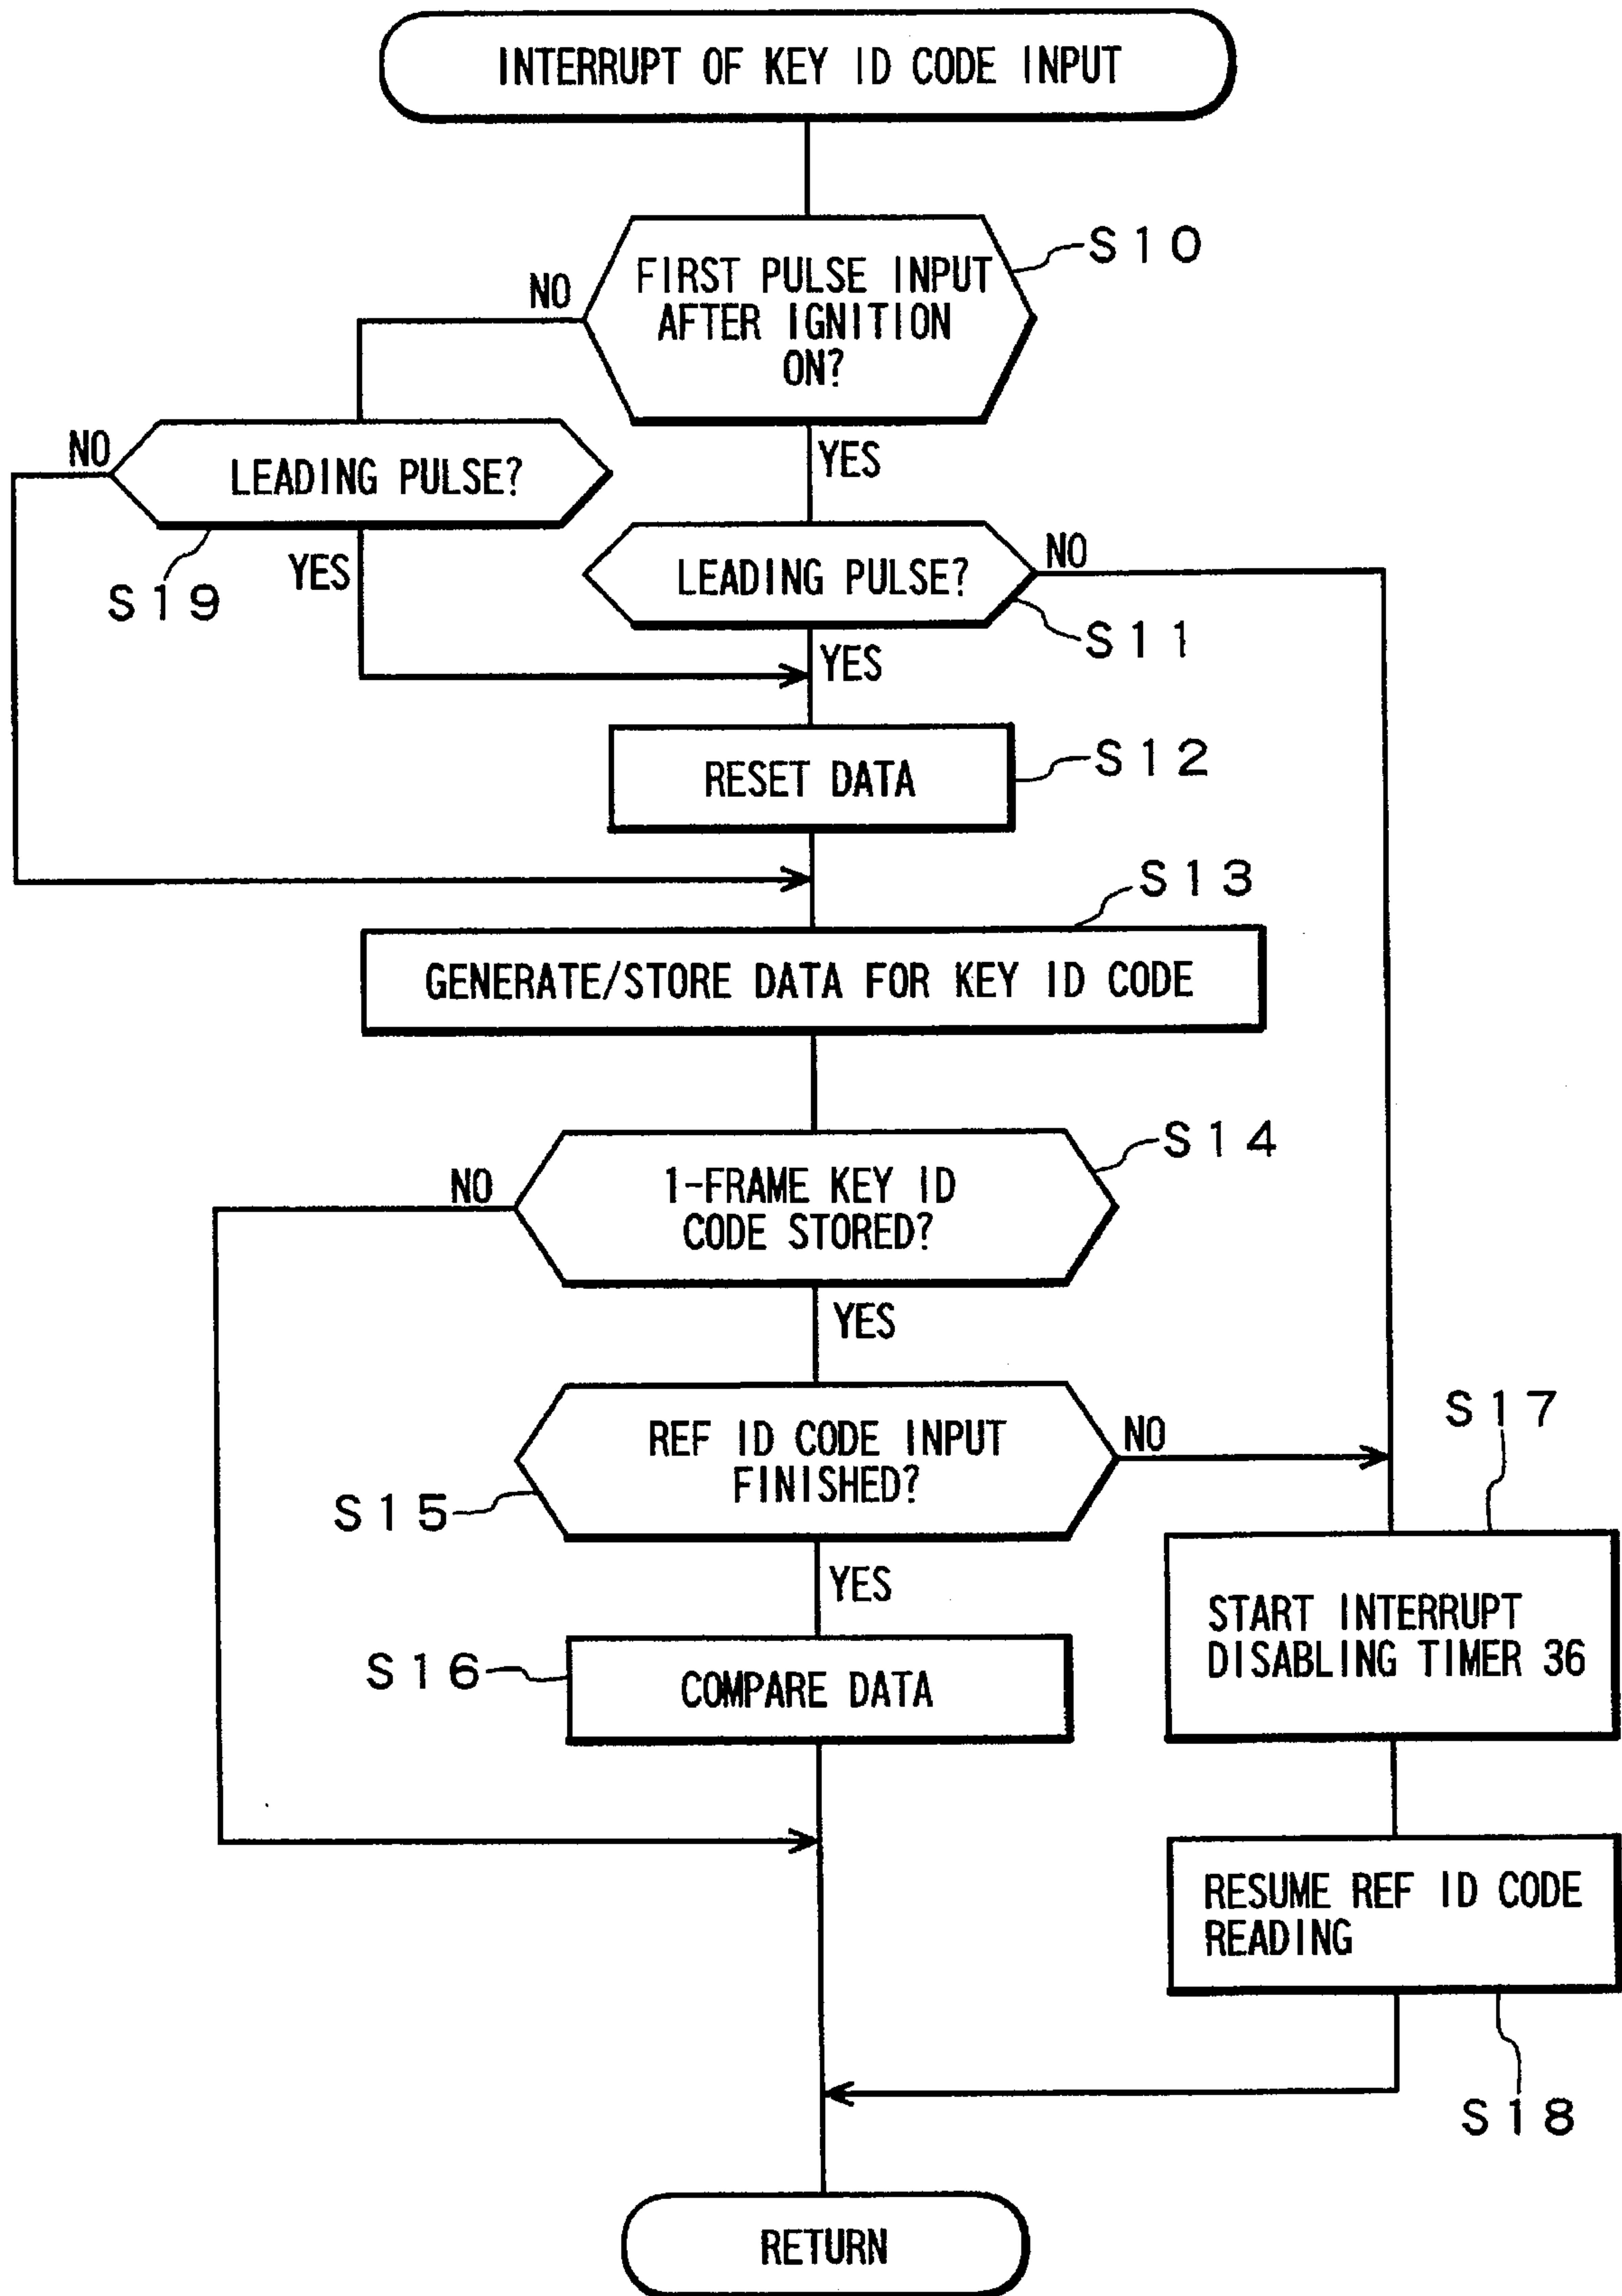 INTERRUPT OF KEY ID CODE INPUT
S10
FIRST PULSE INPUT
AFTER IGNITION
ON?
NO
YES
NO
LEADING PULSE?
S19
YES
LEADING PULSE?
NO
S11
YES
RESET DATA
S12
S13
GENERATE/STORE DATA FOR KEY ID CODE
S14
NO
1-FRAME KEY ID
CODE STORED?
YES
REF ID CODE INPUT
FINISHED?
NO
S15
YES
S17
START INTERRUPT
DISABLING TIMER 36
S16
COMPARE DATA
RESUME REF ID CODE
READING
S18
RETURN